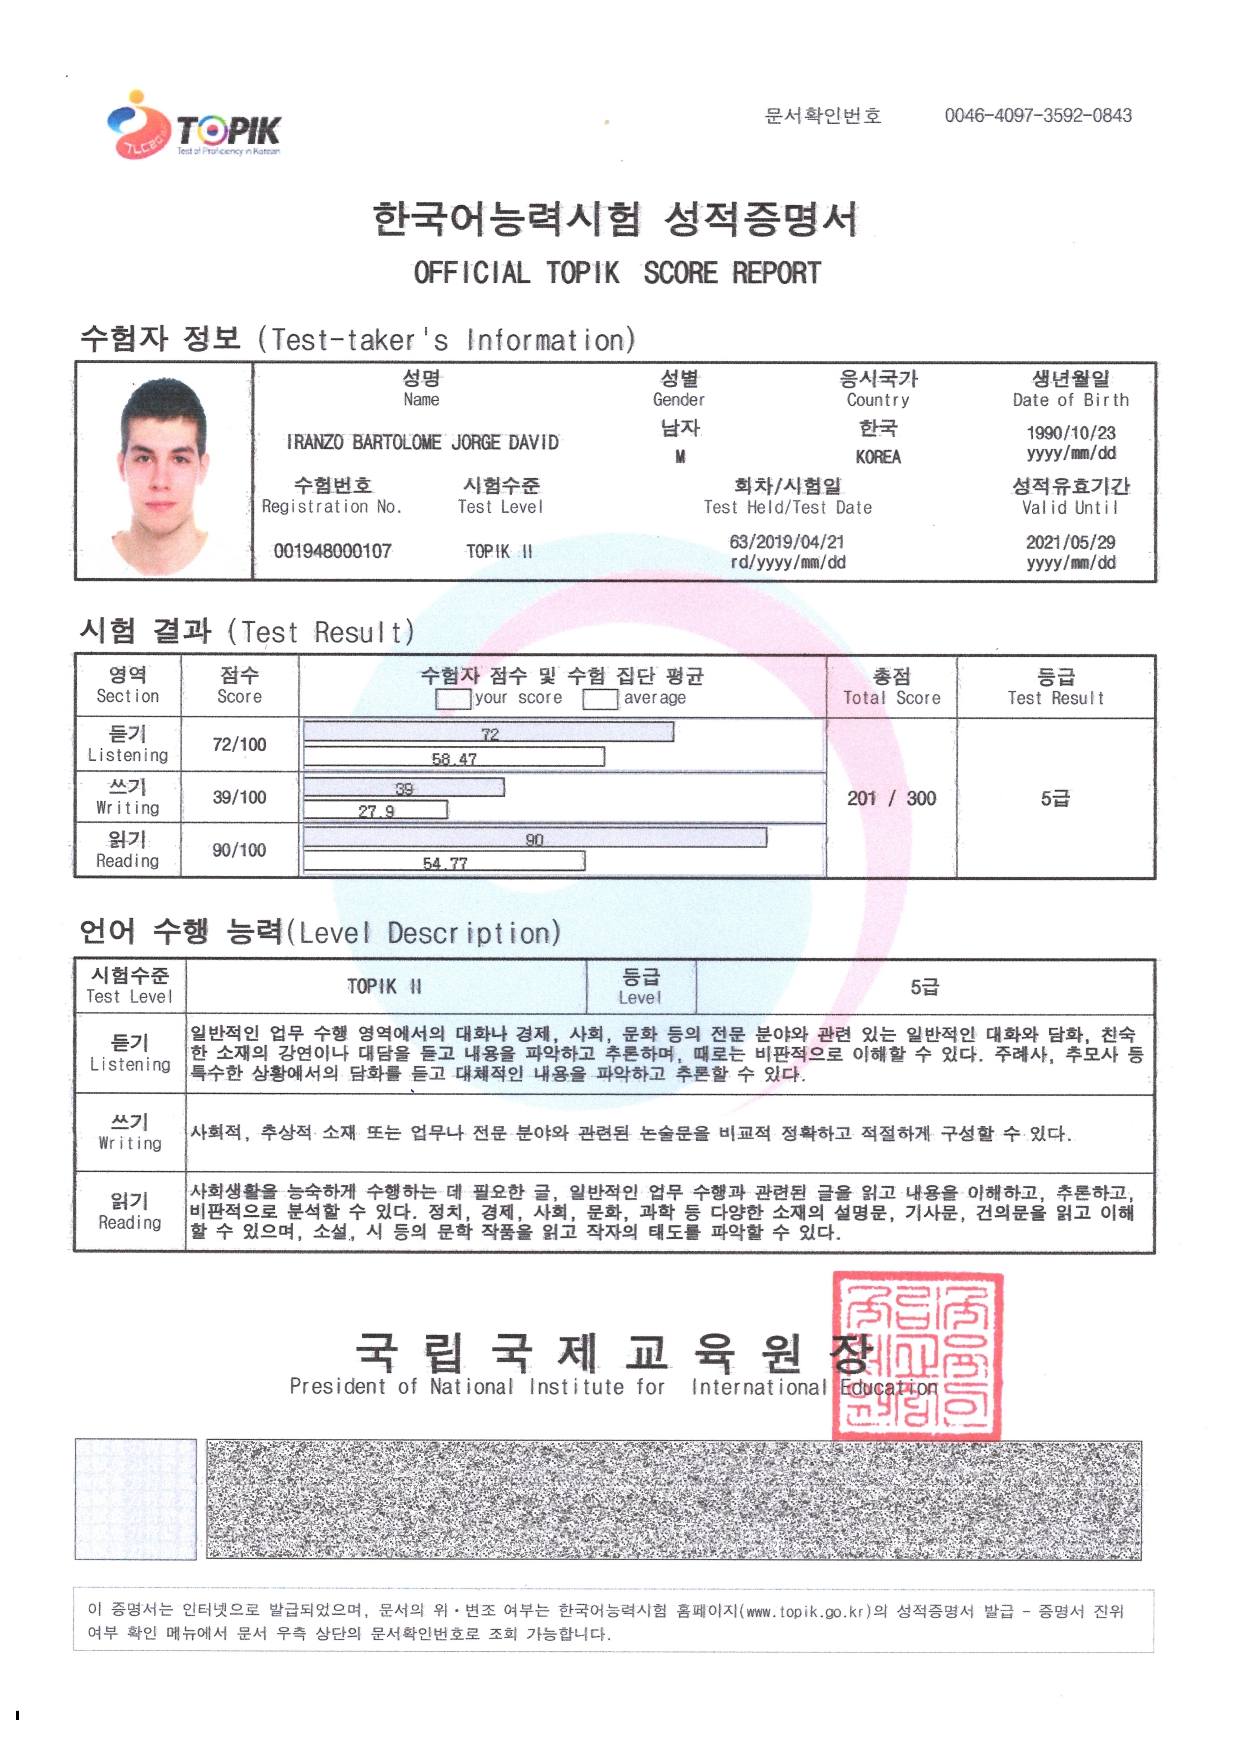 TOPIK
Test of Proficiency in Korean
문서확인번호 0046-4097-3592-0843
한국어능력시험 성적증명서
OFFICIAL TOPIK SCORE REPORT
수험자 정보 (Test-taker's Information)
성명 성별 응시국가 생년월일
Name Gender Country Date of Birth
IRANZO BARTOLOME JORGE DAVID 남자 한국 1990/10/23
M KOREA yyyy/mm/dd
수험번호 시험수준 회차/시험일 성적유효기간
Registration No. Test Level Test Held/Test Date Valid Until
001948000107 TOPIK II 63/2019/04/21 2021/05/29
rd/yyyy/mm/dd yyyy/mm/dd
시험 결과 (Test Result)
영역 점수 수험자 점수 및 수험 집단 평균 총점 등급
Section Score your score average Total Score Test Result
듣기 72/100 72
Listening 58.47
쓰기 39/100 39 201 / 300 5급
Writing 27.9
읽기 90/100 90
Reading 54.77
언어 수행 능력(Level Description)
시험수준 TOPIK II 등급 5급
Test Level Level
듣기 일반적인 업무 수행 영역에서의 대화나 경제, 사회, 문화 등의 전문 분야와 관련 있는 일반적인 대화와 담화, 친숙
Listening 한 소재의 강연이나 대담을 듣고 내용을 파악하고 추론하며, 때로는 비판적으로 이해할 수 있다. 주례사, 추모사 등
특수한 상황에서의 담화를 듣고 대체적인 내용을 파악하고 추론할 수 있다.
쓰기 사회적, 추상적 소재 또는 업무나 전문 분야와 관련된 논술문을 비교적 정확하고 적절하게 구성할 수 있다.
Writing
읽기 사회생활을 능숙하게 수행하는 데 필요한 글, 일반적인 업무 수행과 관련된 글을 읽고 내용을 이해하고, 추론하고,
Reading 비판적으로 분석할 수 있다. 정치, 경제, 사회, 문화, 과학 등 다양한 소재의 설명문, 기사문, 건의문을 읽고 이해
할 수 있으며, 소설, 시 등의 문학 작품을 읽고 작자의 태도를 파악할 수 있다.
국립국제교육원장
President of National Institute for International Education
이 증명서는 인터넷으로 발급되었으며, 문서의 위·변조 여부는 한국어능력시험 홈페이지(www.topik.go.kr)의 성적증명서 발급 - 증명서 진위
여부 확인 메뉴에서 문서 우측 상단의 문서확인번호로 조회 가능합니다.